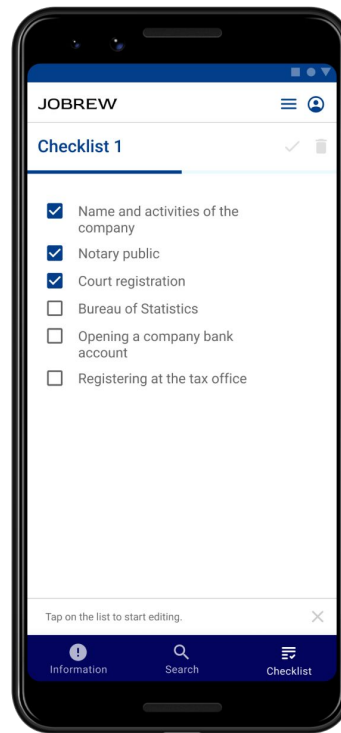 JOBREW
Checklist 1
Name and activities of the
company
Notary public
Court registration
Bureau of Statistics
Opening a company bank
account
Registering at the tax office
Tap on the list to start editing.
Information
Search
Checklist